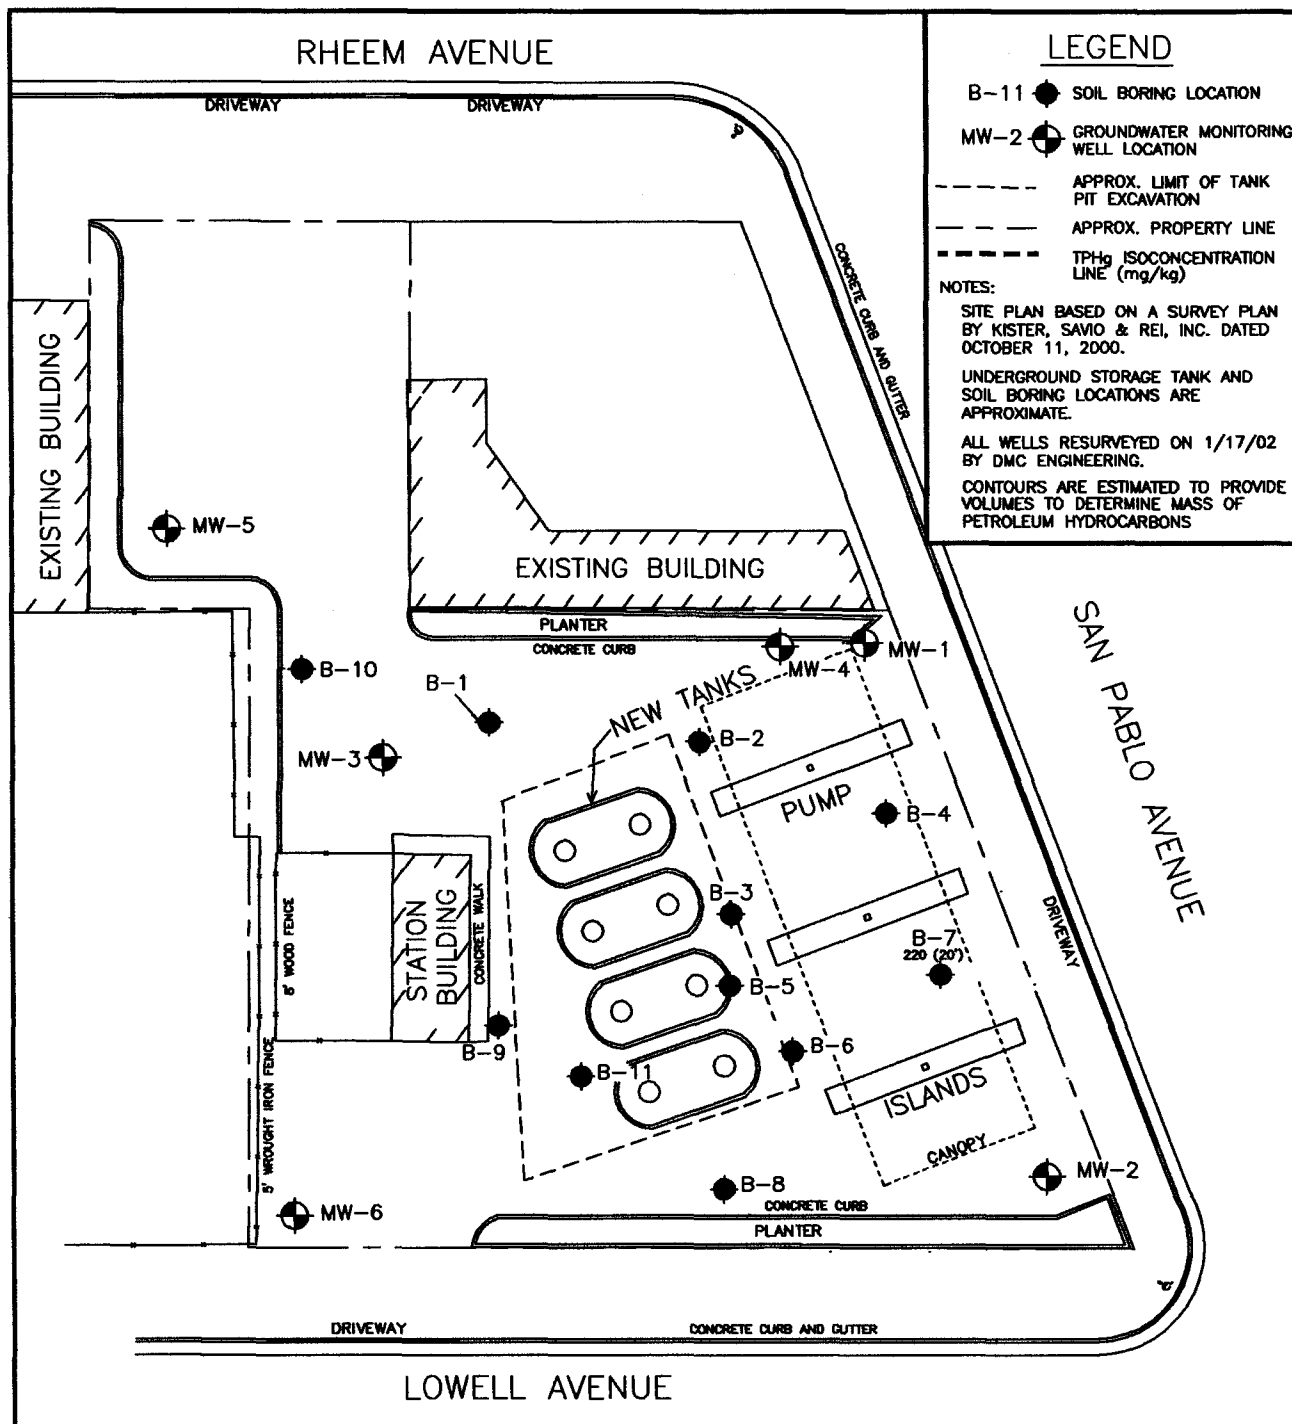 RHEEM AVENUE
DRIVEWAY
DRIVEWAY
LEGEND
B-11
SOIL BORING LOCATION
MW-2
GROUNDWATER MONITORING
WELL LOCATION
APPROX. LIMIT OF TANK
PIT EXCAVATION
APPROX. PROPERTY LINE
TPHg ISOCONCENTRATION
LINE (mg/kg)
NOTES:
SITE PLAN BASED ON A SURVEY PLAN
BY KISTER, SAVIO & REI, INC. DATED
OCTOBER 11, 2000.
UNDERGROUND STORAGE TANK AND
SOIL BORING LOCATIONS ARE
APPROXIMATE.
ALL WELLS RESURVEYED ON 1/17/02
BY DMC ENGINEERING.
CONTOURS ARE ESTIMATED TO PROVIDE
VOLUMES TO DETERMINE MASS OF
PETROLEUM HYDROCARBONS
CONCRETE CURB AND GUTTER
EXISTING BUILDING
MW-5
EXISTING BUILDING
PLANTER
CONCRETE CURB
MW-4
MW-1
SAN PABLO AVENUE
B-10
B-1
NEW TANKS
B-2
MW-3
PUMP
B-4
B-3
B-7
220 (20')
DRIVEWAY
5' WOOD FENCE
STATION
BUILDING
CONCRETE WALK
B-5
B-9
B-6
B-11
ISLANDS
5' WROUGHT IRON FENCE
CANOPY
MW-2
B-8
MW-6
CONCRETE CURB
PLANTER
DRIVEWAY
CONCRETE CURB AND GUTTER
LOWELL AVENUE